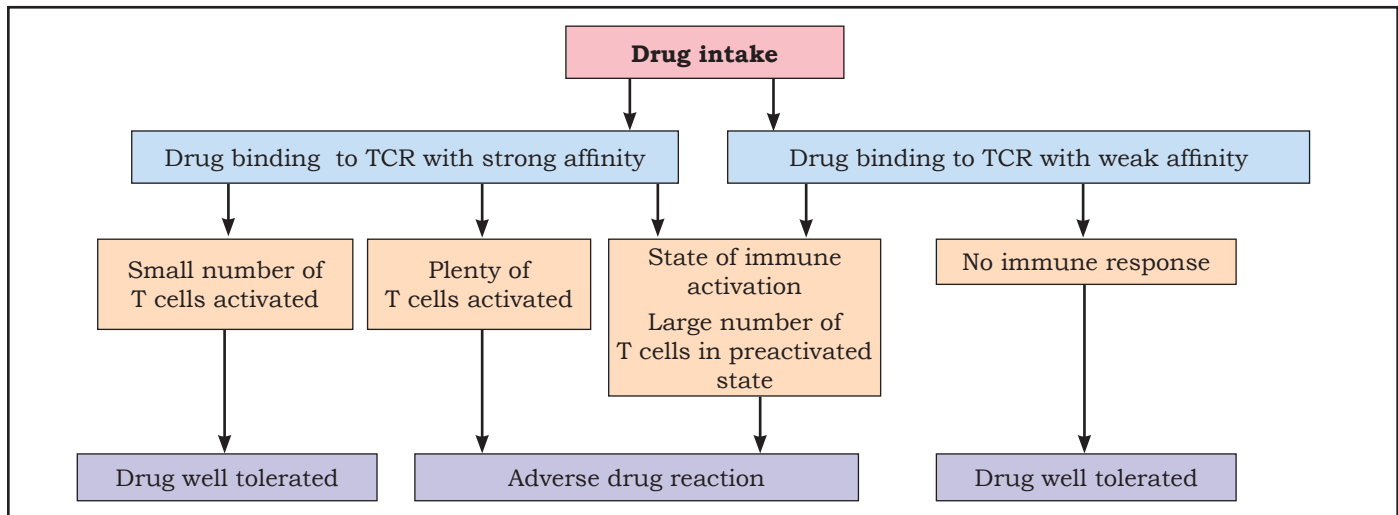 Drug intake
Drug binding to TCR with strong affinity
Drug binding to TCR with weak affinity
Small number of
T cells activated
Plenty of
T cells activated
State of immune
activation
Large number of
T cells in preactivated
state
No immune response
Drug well tolerated
Adverse drug reaction
Drug well tolerated